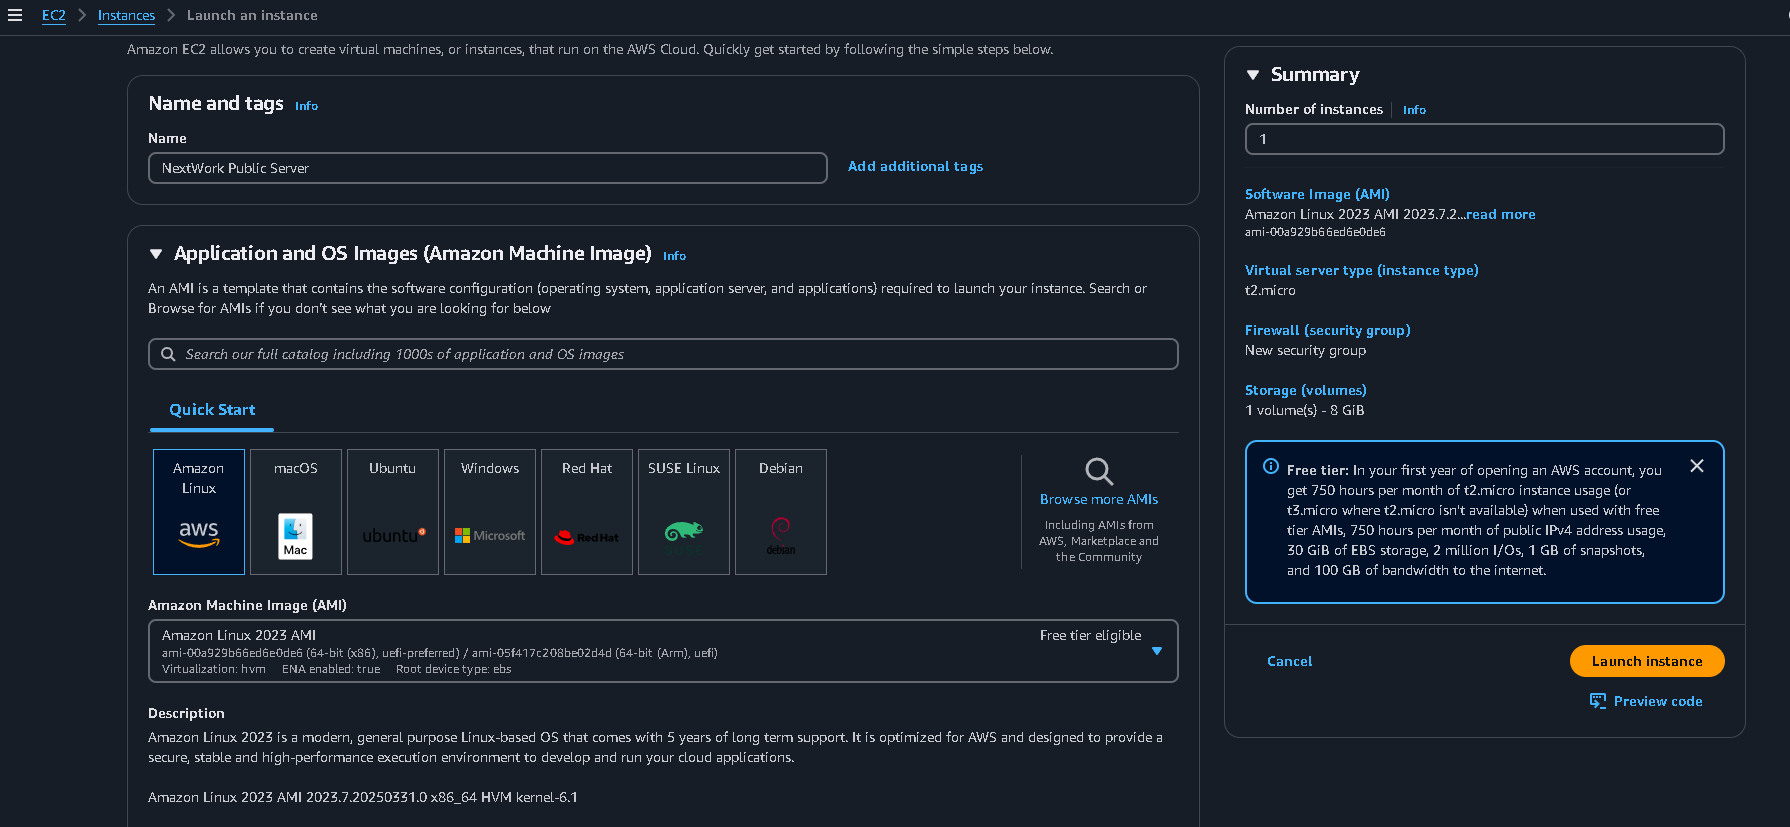 EC2 > Instances > Launch an instance
Amazon EC2 allows you to create virtual machines, or instances, that run on the AWS Cloud. Quickly get started by following the simple steps below.
Name and tags Info
Name
NextWork Public Server
Add additional tags
Application and OS Images (Amazon Machine Image) Info
An AMI is a template that contains the software configuration (operating system, application server, and applications) required to launch your instance. Search or
Browse for AMIs if you don't see what you are looking for below
Search our full catalog including 1000s of application and OS images
Quick Start
Amazon
Linux
aws
macOS
Mac
Ubuntu
ubuntu
Windows
Microsoft
Red Hat
Red Hat
SUSE Linux
Debian
debian
Browse more AMIs
Including AMIs from
AWS, Marketplace and
the Community
Amazon Machine Image (AMI)
Amazon Linux 2023 AMI
Free tier eligible
ami-00a929b66ed6e0de6 (64-bit (x86), uefi-preferred) / ami-05f417c208be02d4d (64-bit (Arm), uefi)
Virtualization: hvm ENA enabled: true Root device type: ebs
Description
Amazon Linux 2023 is a modern, general purpose Linux-based OS that comes with 5 years of long term support. It is optimized for AWS and designed to provide a
secure, stable and high-performance execution environment to develop and run your cloud applications.
Amazon Linux 2023 AMI 2023.7.20250331.0 x86_64 HVM kernel-6.1
Summary
Number of instances Info
1
Software Image (AMI)
Amazon Linux 2023 AMI 2023.7.2...read more
ami-00a929b66ed6e0de6
Virtual server type (instance type)
t2.micro
Firewall (security group)
New security group
Storage (volumes)
1 volume(s) - 8 GiB
Free tier: In your first year of opening an AWS account, you
get 750 hours per month of t2.micro instance usage (or
t3.micro where t2.micro isn't available) when used with free
tier AMIs, 750 hours per month of public IPv4 address usage,
30 GiB of EBS storage, 2 million I/Os, 1 GB of snapshots,
and 100 GB of bandwidth to the internet.
Cancel
Launch instance
Preview code